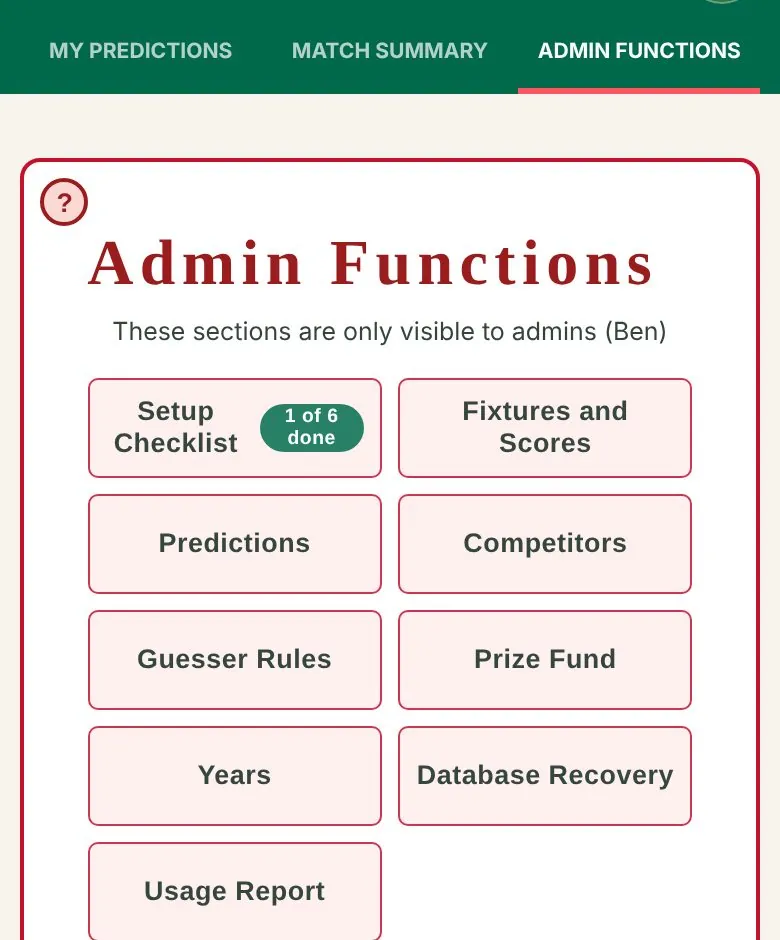 MY PREDICTIONS
MATCH SUMMARY
ADMIN FUNCTIONS
?
Admin Functions
These sections are only visible to admins (Ben)
Setup
Checklist
1 of 6
done
Fixtures and
Scores
Predictions
Competitors
Guesser Rules
Prize Fund
Years
Database Recovery
Usage Report